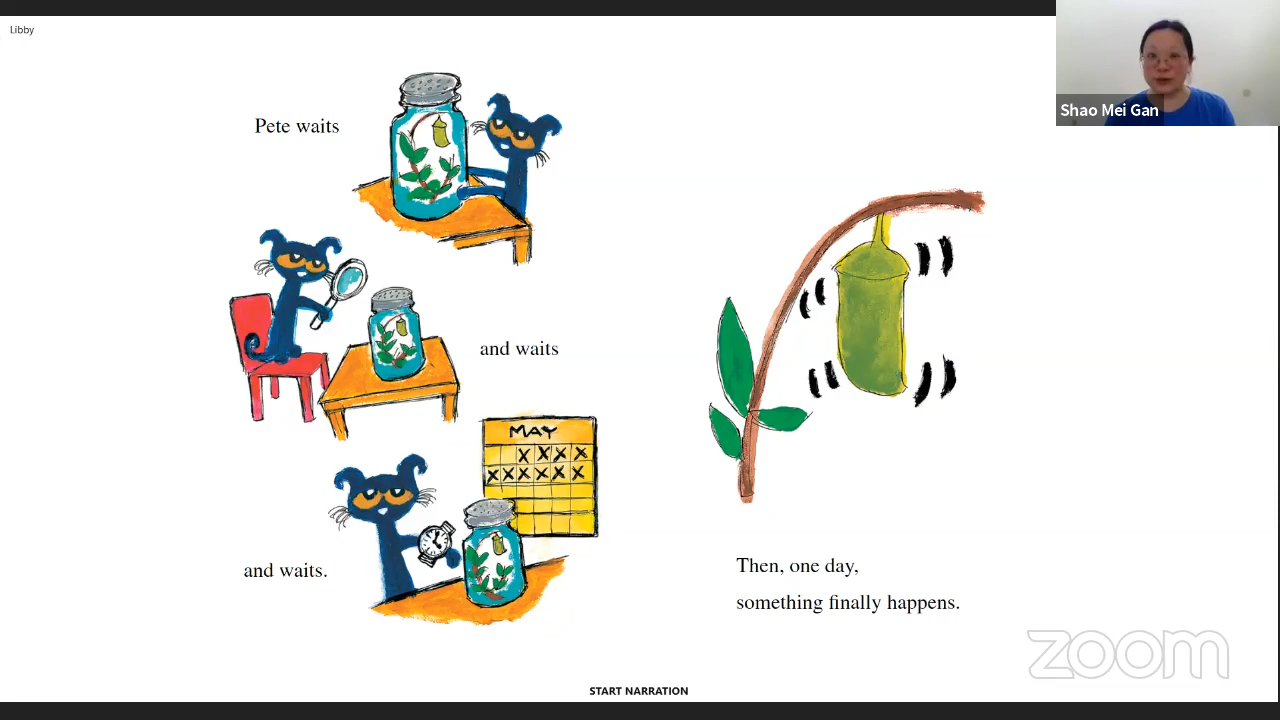 Libby
Shao Mei Gan
Pete waits
and waits
MAY
X X X X
X X X X X X
and waits.
Then, one day,
something finally happens.
zoom
START NARRATION